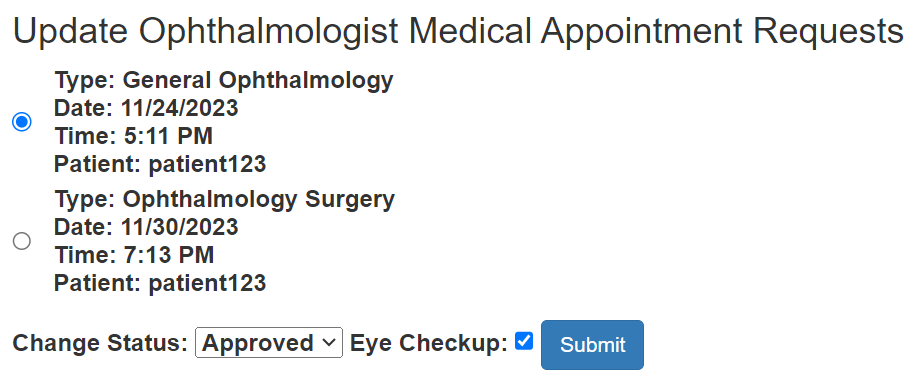 Update Ophthalmologist Medical Appointment Requests
Type: General Ophthalmology
Date: 11/24/2023
Time: 5:11 PM
Patient: patient123
Type: Ophthalmology Surgery
Date: 11/30/2023
Time: 7:13 PM
Patient: patient123
Change Status: Approved Eye Checkup: Submit